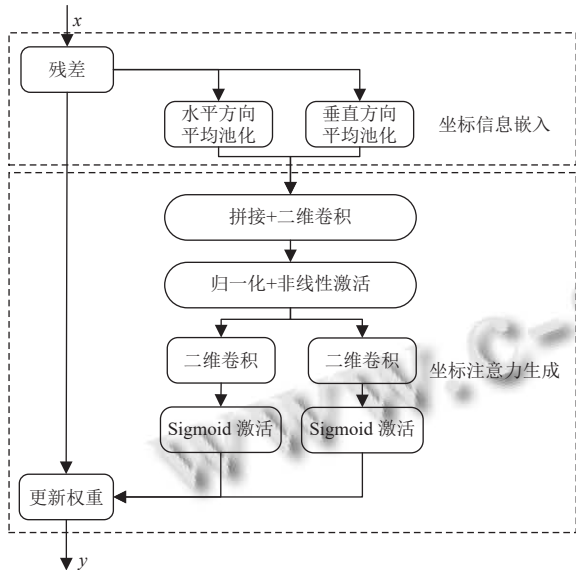 x
残差
水平方向
平均池化
垂直方向
平均池化
坐标信息嵌入
拼接+二维卷积
归一化+非线性激活
二维卷积
二维卷积
坐标注意力生成
Sigmoid 激活
Sigmoid 激活
更新权重
y
www.c-